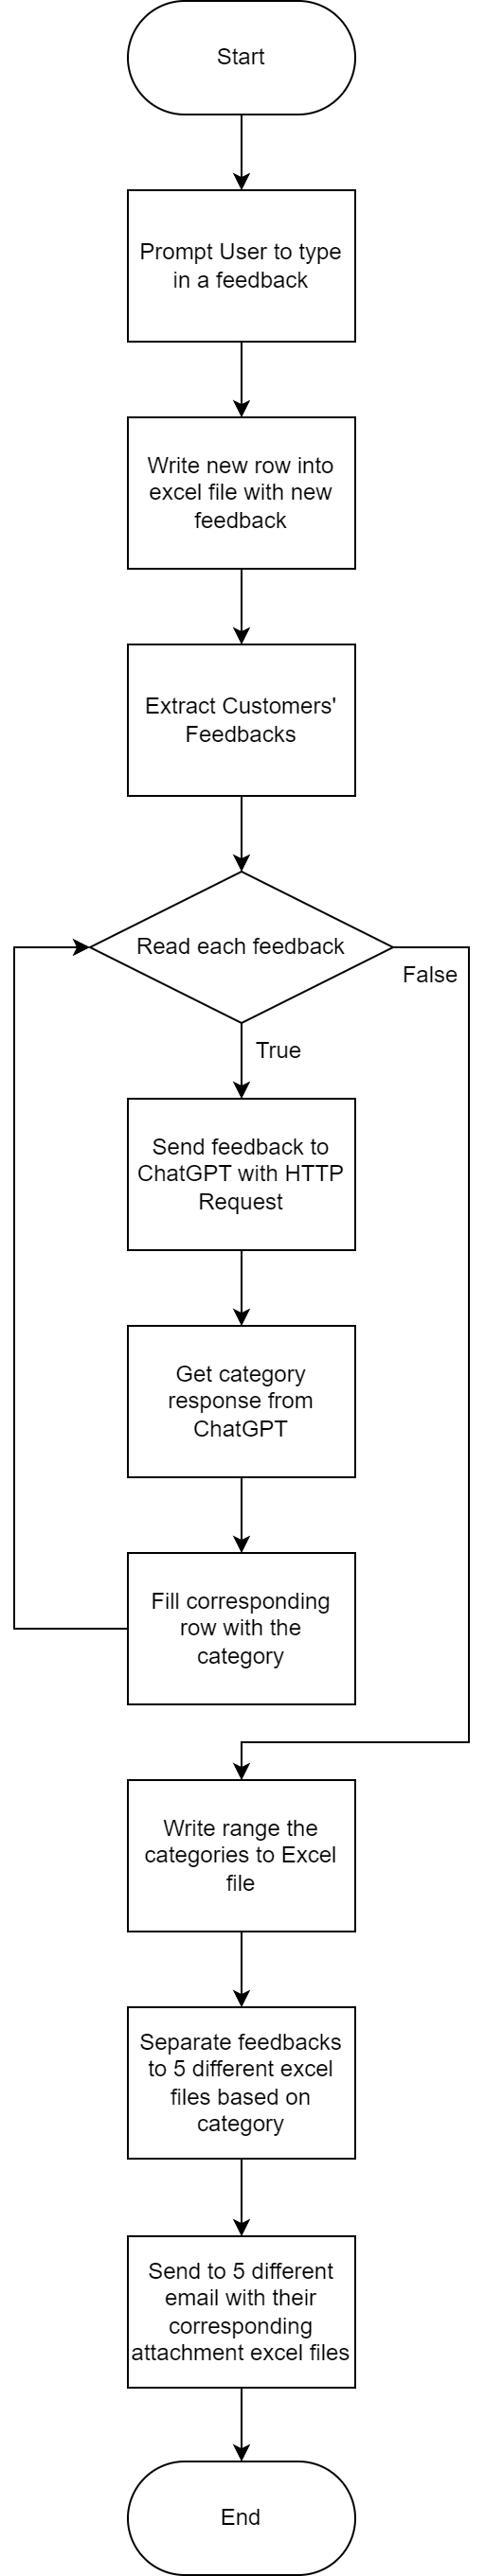 Start
Prompt User to type
in a feedback
Write new row into
excel file with new
feedback
Extract Customers'
Feedbacks
Read each feedback
False
True
Send feedback to
ChatGPT with HTTP
Request
Get category
response from
ChatGPT
Fill corresponding
row with the
category
Write range the
categories to Excel
file
Separate feedbacks
to 5 different excel
files based on
category
Send to 5 different
email with their
corresponding
attachment excel files
End